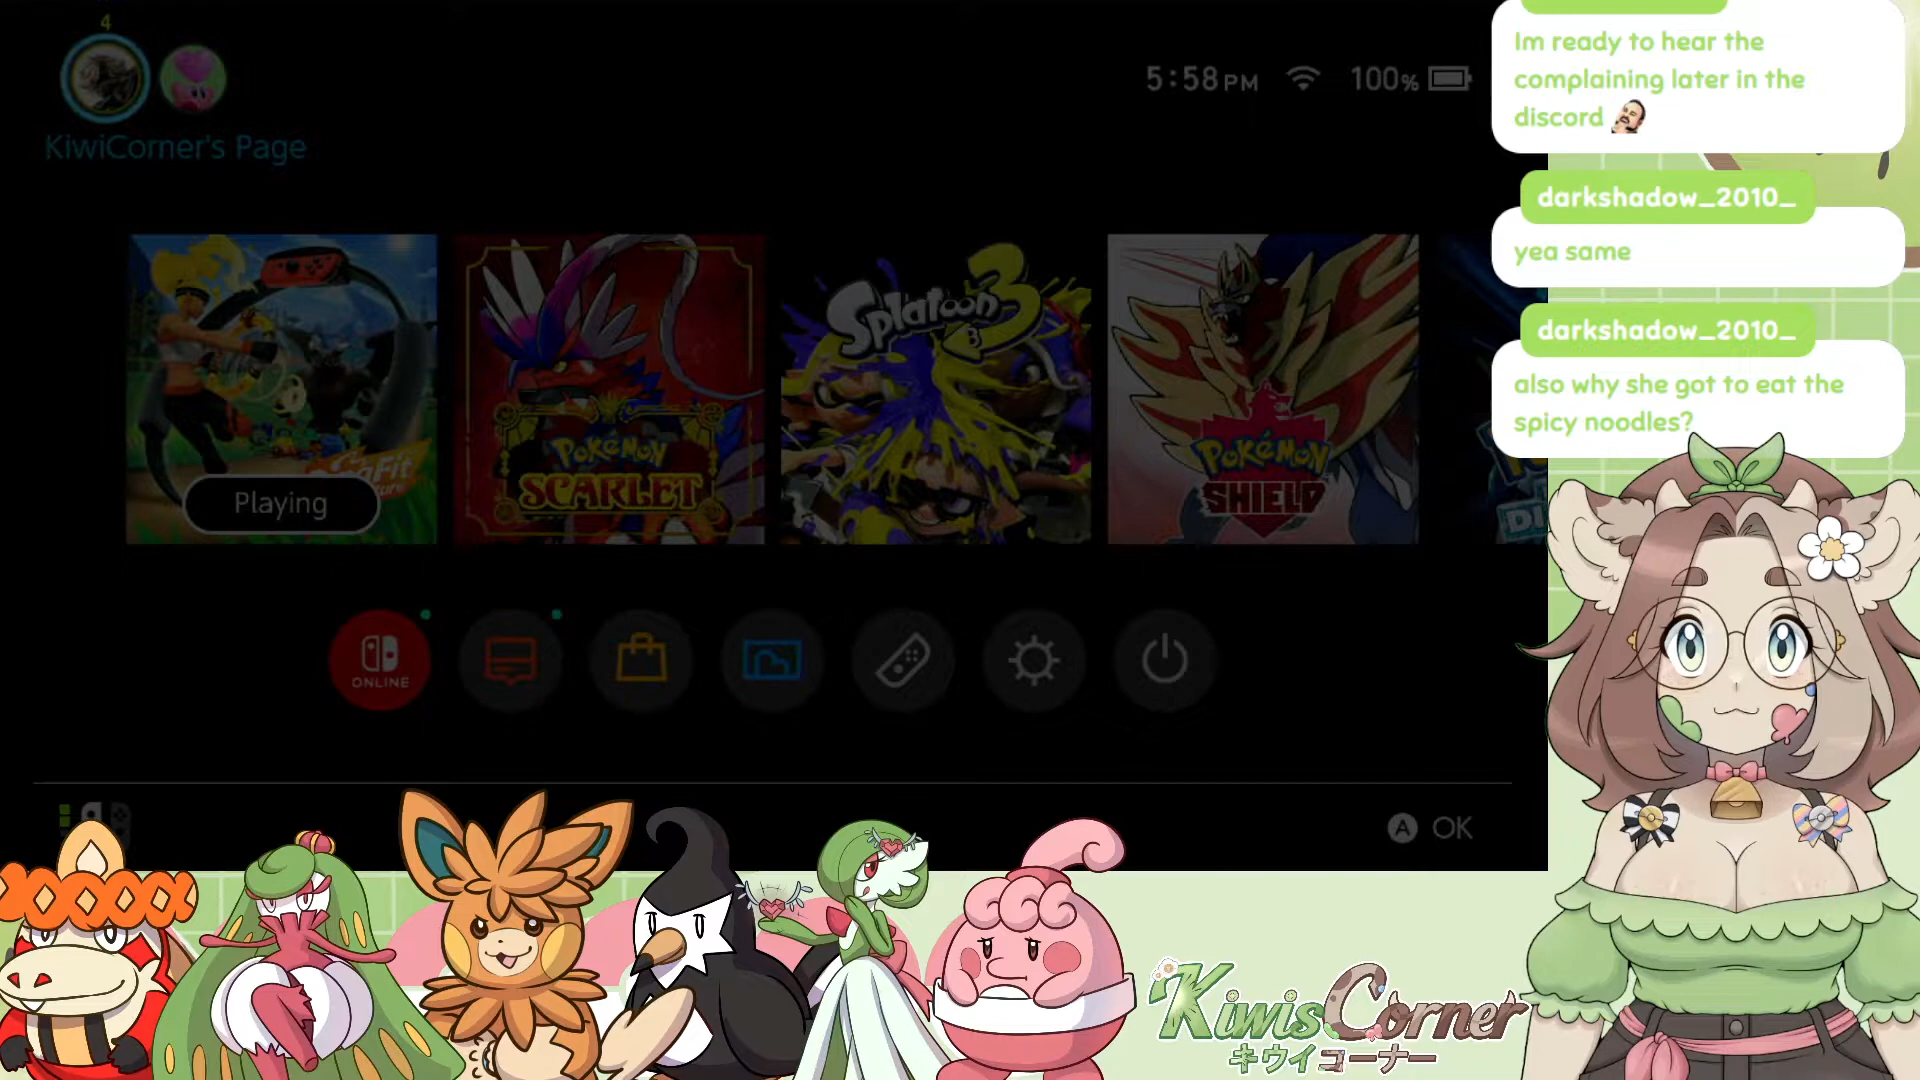 4
KiwiCorner's Page
5:58 PM 100%
Im ready to hear the
complaining later in the
discord
darkshadow_2010_
yea same
darkshadow_2010_
also why she got to eat the
spicy noodles?
Playing
Pokémon
SCARLET
Splatoon 3
Pokémon
SHIELD
ONLINE
A OK
KiwisCorner
キウイコーナー